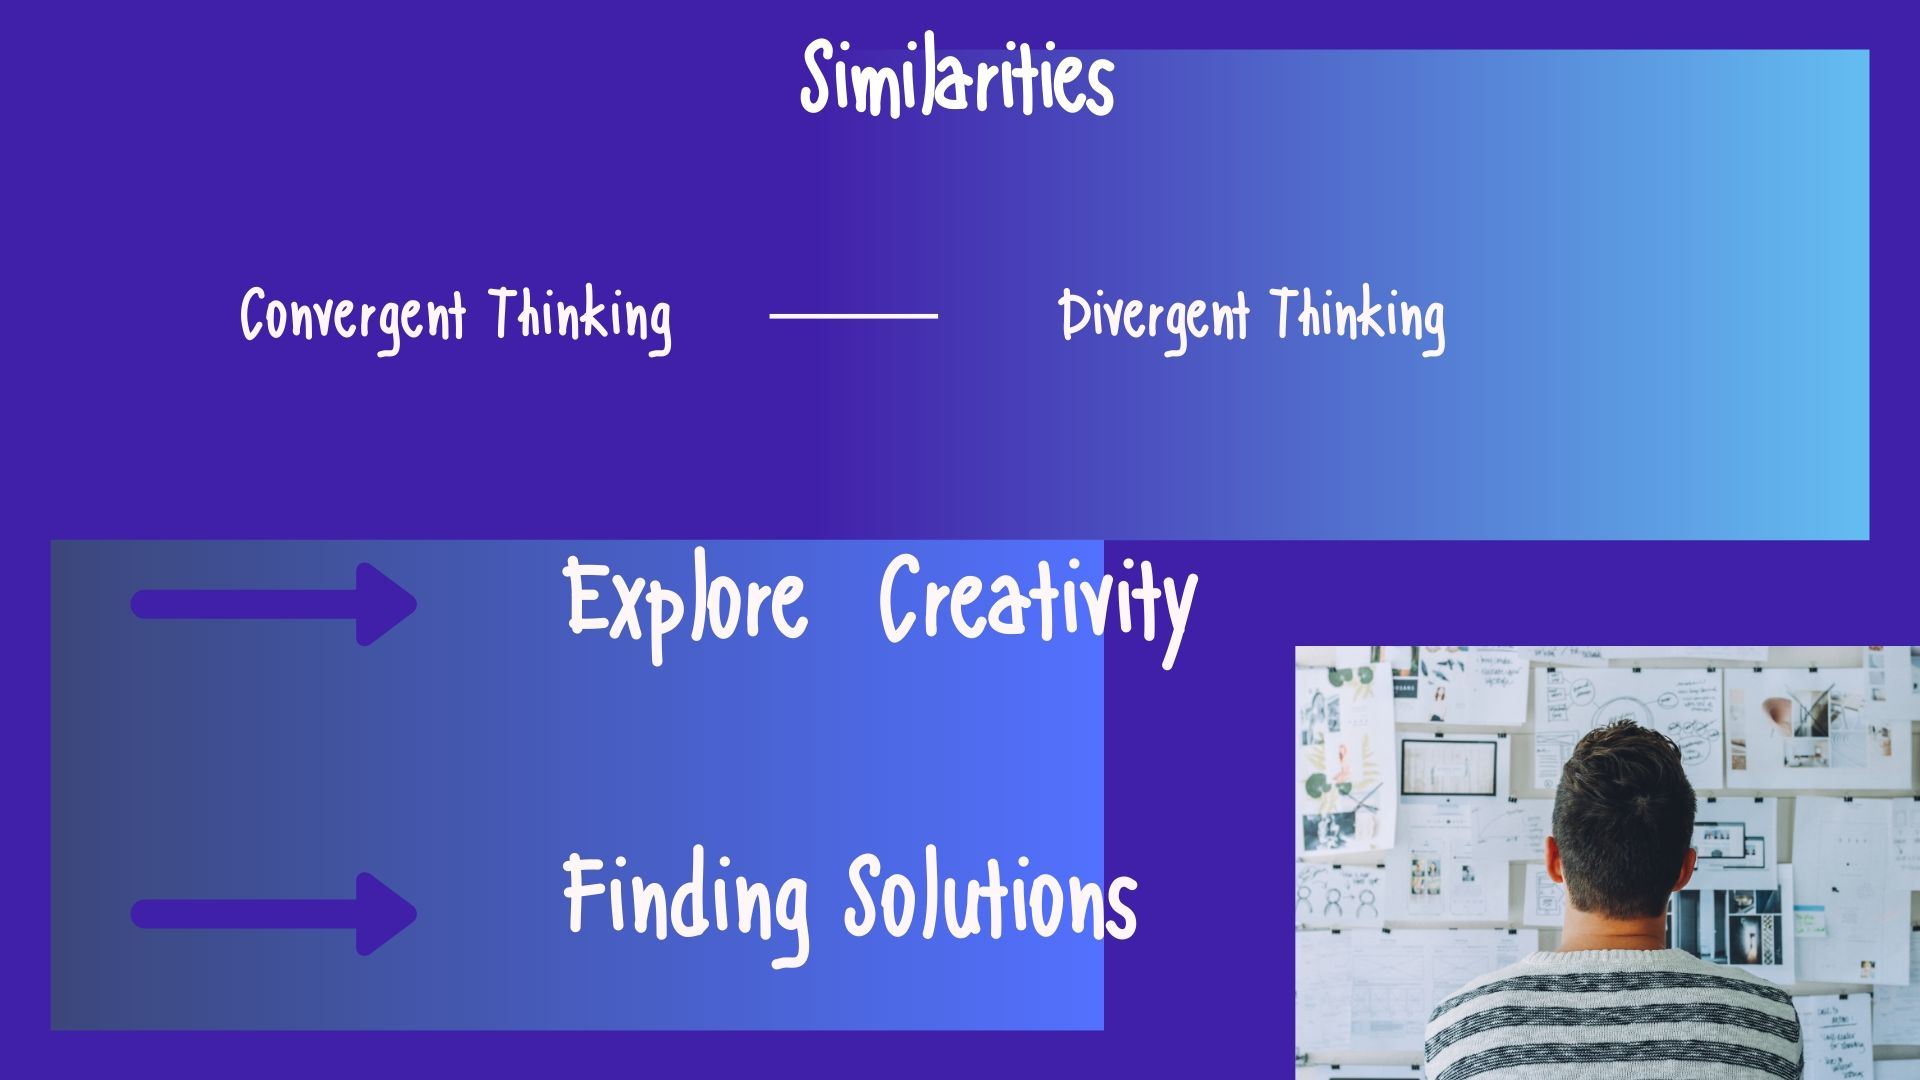 Similarities
Convergent Thinking
Divergent Thinking
Explore Creativity
Finding Solutions